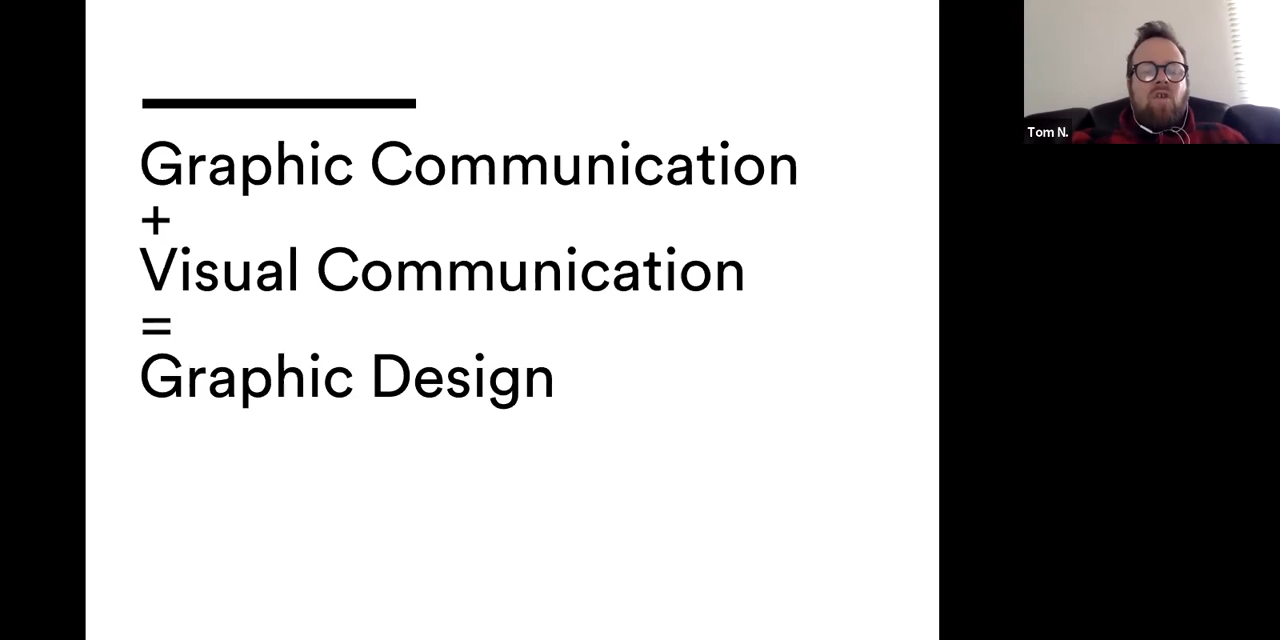 Graphic Communication
+
Visual Communication
=
Graphic Design
Tom N.